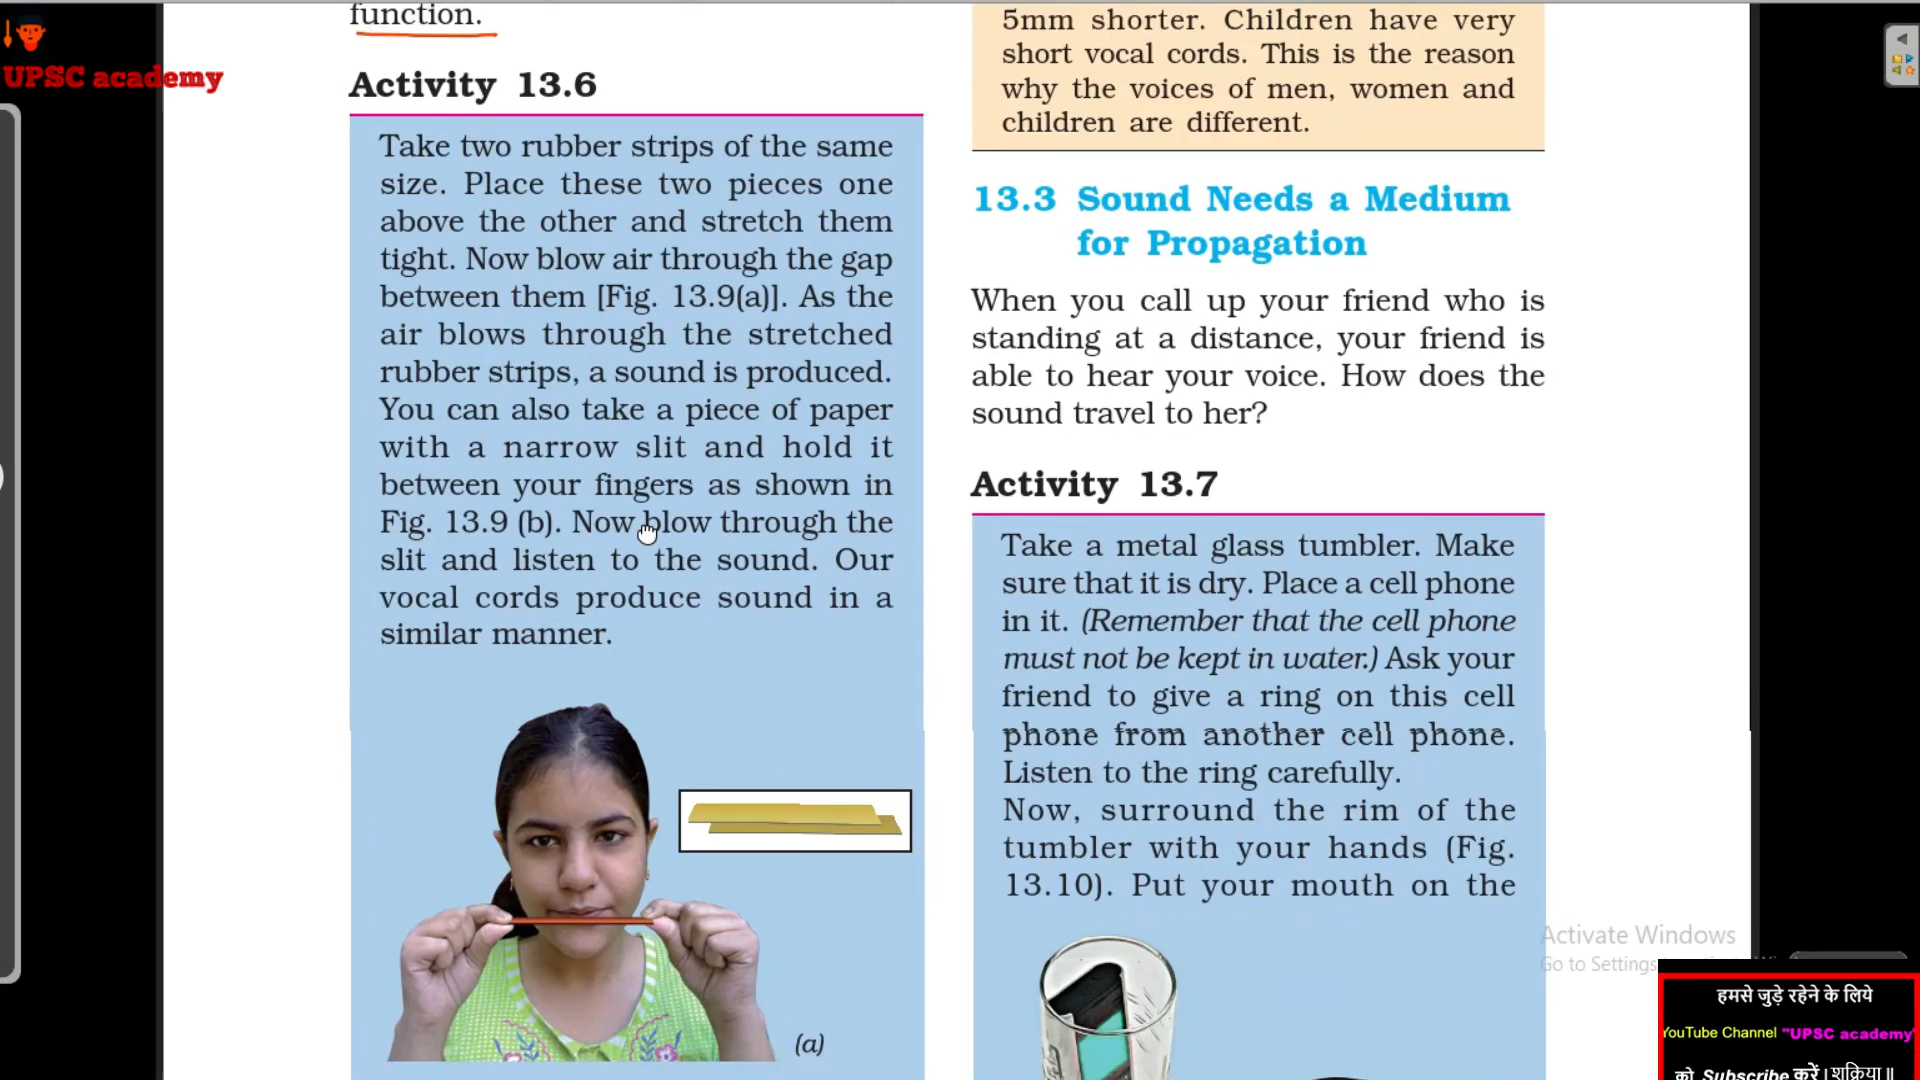 UPSC academy
function.
Activity 13.6
Take two rubber strips of the same
size. Place these two pieces one
above the other and stretch them
tight. Now blow air through the gap
between them [Fig. 13.9(a)]. As the
air blows through the stretched
rubber strips, a sound is produced.
You can also take a piece of paper
with a narrow slit and hold it
between your fingers as shown in
Fig. 13.9 (b). Now blow through the
slit and listen to the sound. Our
vocal cords produce sound in a
similar manner.
(a)
5mm shorter. Children have very
short vocal cords. This is the reason
why the voices of men, women and
children are different.
13.3 Sound Needs a Medium
for Propagation
When you call up your friend who is
standing at a distance, your friend is
able to hear your voice. How does the
sound travel to her?
Activity 13.7
Take a metal glass tumbler. Make
sure that it is dry. Place a cell phone
in it. (Remember that the cell phone
must not be kept in water.) Ask your
friend to give a ring on this cell
phone from another cell phone.
Listen to the ring carefully.
Now, surround the rim of the
tumbler with your hands (Fig.
13.10). Put your mouth on the
Activate Windows
Go to Settings
हमसे जुड़े रहेने के लिये
YouTube Channel "UPSC academy"
को Subscribe करें। शुक्रिया॥